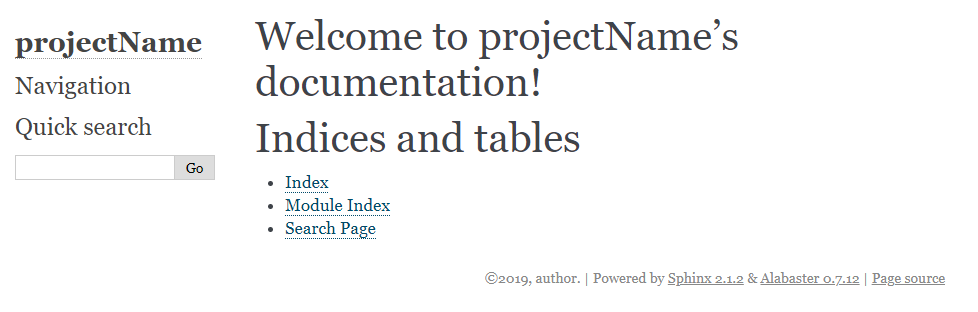 projectName
Navigation
Quick search
Go
Welcome to projectName’s
documentation!
Indices and tables
Index
Module Index
Search Page
©2019, author. | Powered by Sphinx 2.1.2 & Alabaster 0.7.12 | Page source